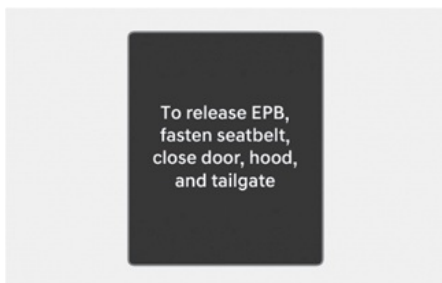 To release EPB,
fasten seatbelt,
close door, hood,
and tailgate